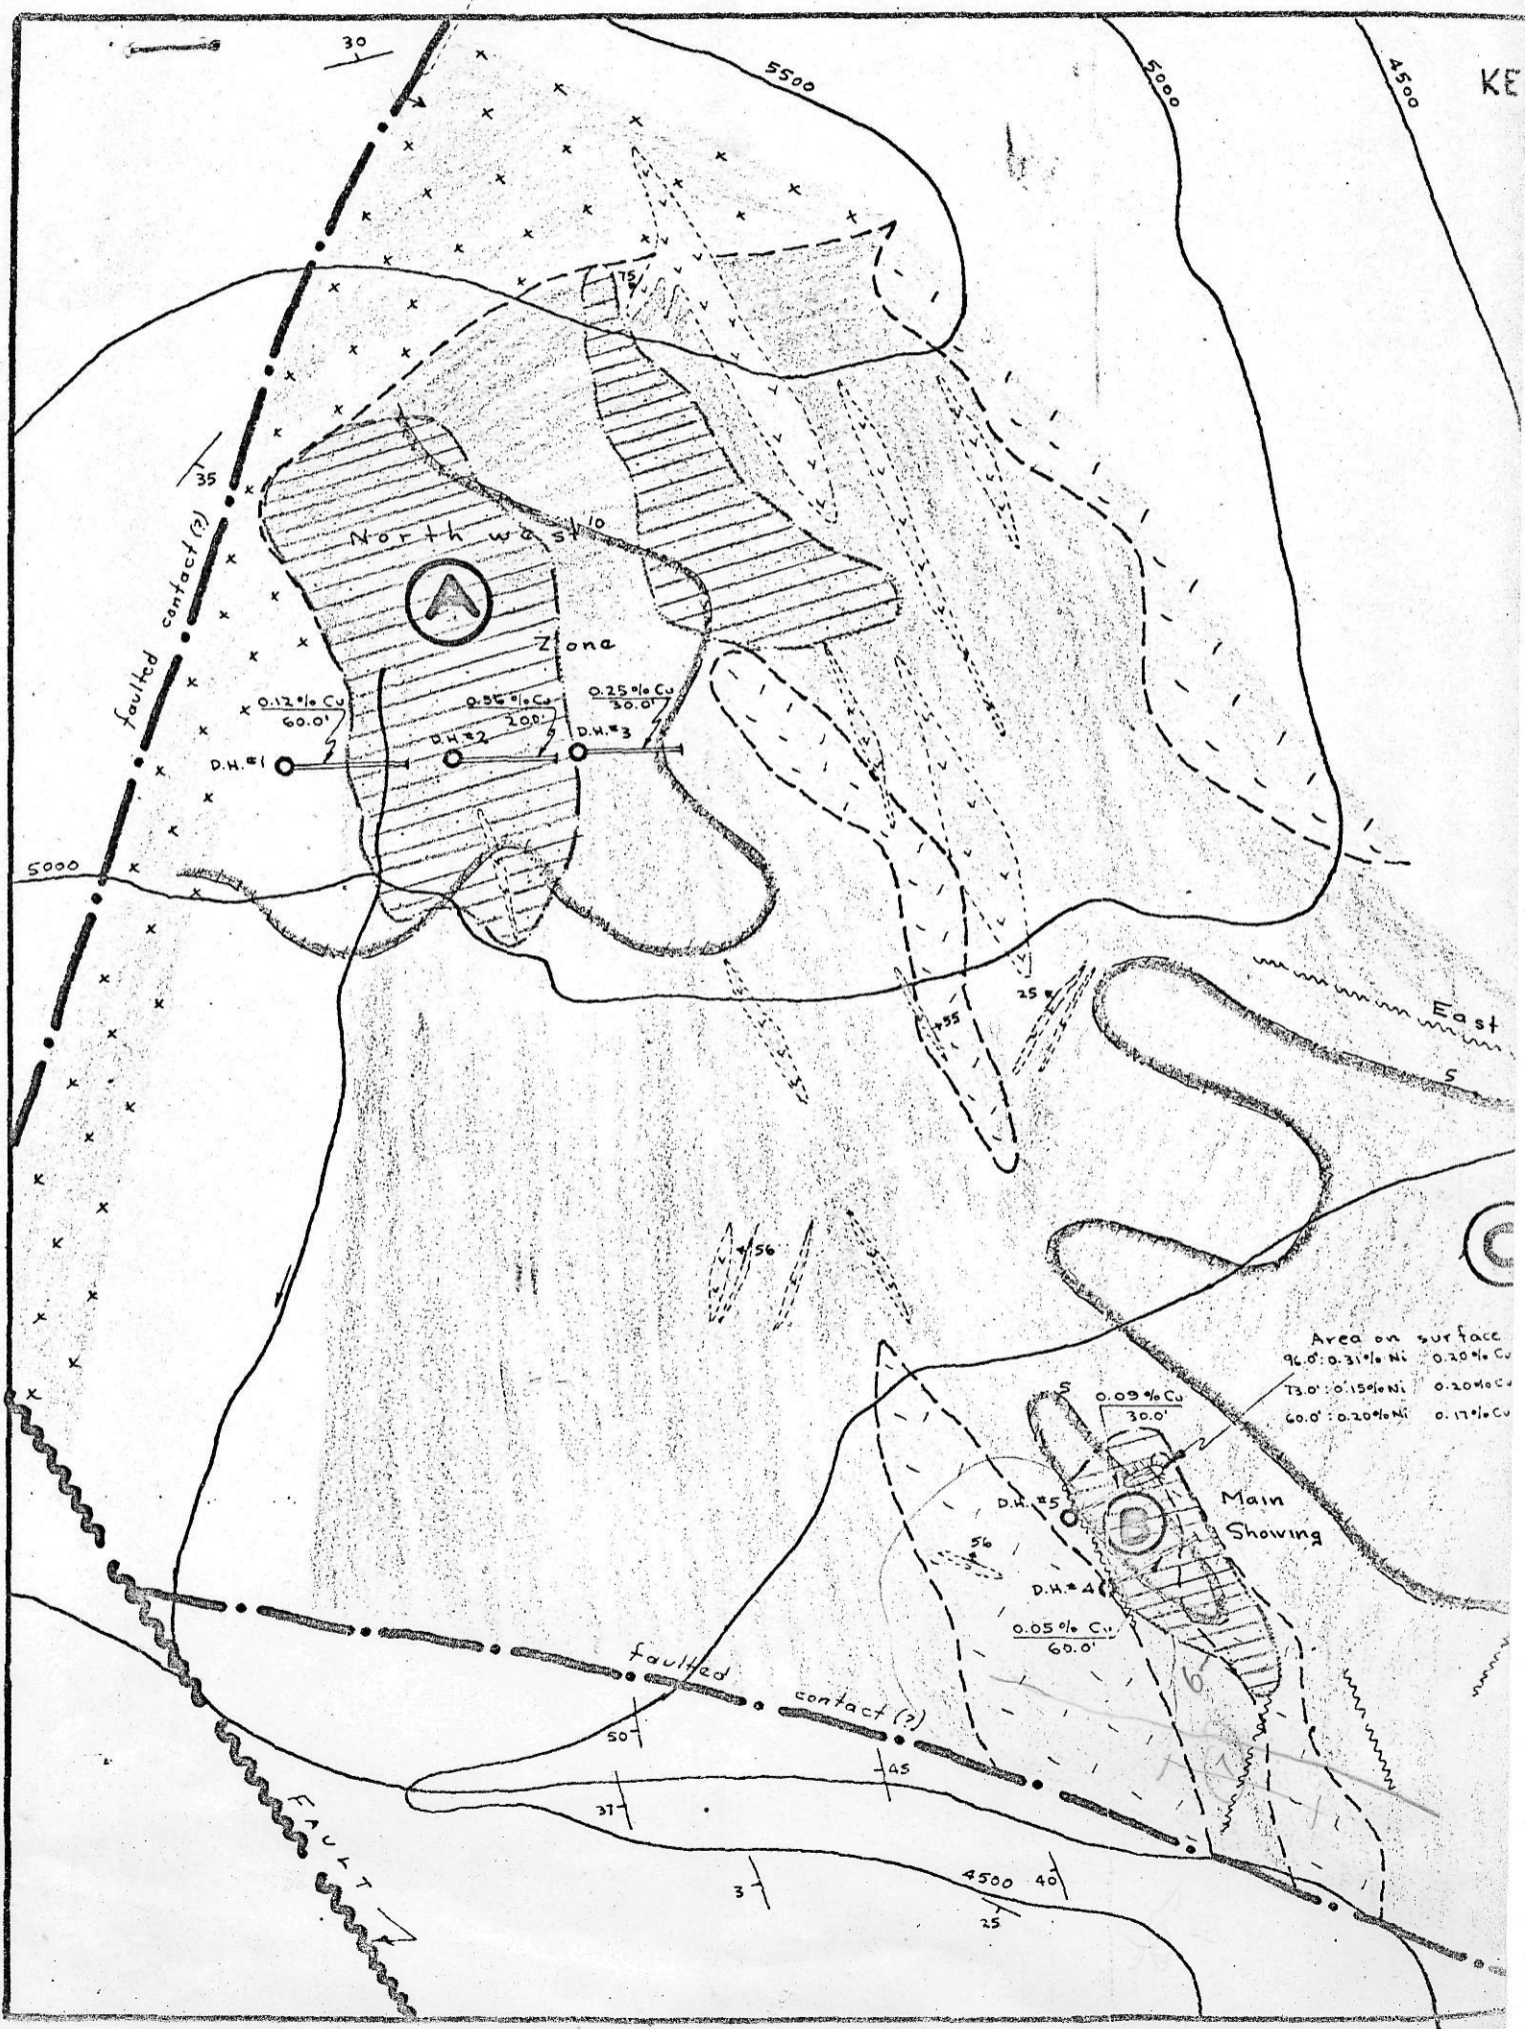 30
5500
5000
4500
KE
75
35
faulted contact (?)
10
North west
A
Zone
0.12% Cu
60.0'
20.0'
0.25% Cu
30.0'
D.H.#1
D.H.#2
D.H.#3
5000
25
55
East
5
56
C
Area on surface
96.0': 0.31% Ni 0.20% Cu
73.0': 0.15% Ni 0.20% Cu
60.0': 0.20% Ni 0.17% Cu
5
0.09% Cu
30.0'
D.H.#5
B
Main
Showing
56
D.H.#4
0.05% Cu
60.0'
faulted contact (?)
50
45
37
FAULT
3
4500
40
25